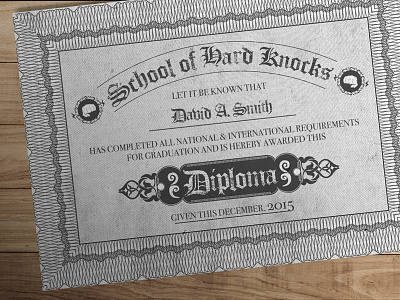 School of Hard Knocks
LET IT BE KNOWN THAT
David A. Smith
HAS COMPLETED ALL NATIONAL & INTERNATIONAL REQUIREMENTS
FOR GRADUATION AND IS HEREBY AWARDED THIS
Diploma
GIVEN THIS DECEMBER, 2015